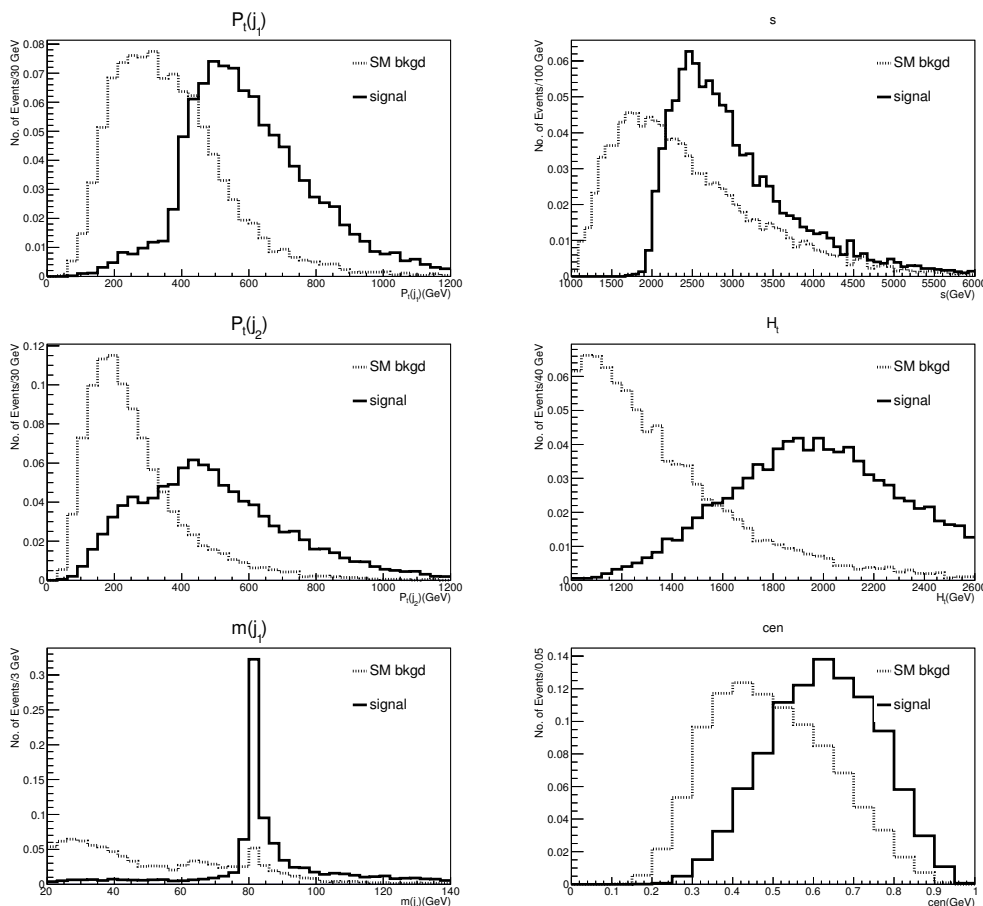 P_t(j_1)
No. of Events/30 GeV
SM bkgd
signal
0.08
0.07
0.06
0.05
0.04
0.03
0.02
0.01
0
0 200 400 600 800 1000 1200
P_t(j_1)(GeV)
s
No. of Events/100 GeV
SM bkgd
signal
0.06
0.05
0.04
0.03
0.02
0.01
0
1000 1500 2000 2500 3000 3500 4000 4500 5000 5500 6000
s(GeV)
P_t(j_2)
No. of Events/30 GeV
SM bkgd
signal
0.12
0.1
0.08
0.06
0.04
0.02
0
0 200 400 600 800 1000 1200
P_t(j_2)(GeV)
H_t
No. of Events/40 GeV
SM bkgd
signal
0.06
0.05
0.04
0.03
0.02
0.01
0
1000 1200 1400 1600 1800 2000 2200 2400 2600
H_t(GeV)
m(j_1)
No. of Events/3 GeV
SM bkgd
signal
0.3
0.25
0.2
0.15
0.1
0.05
0
20 40 60 80 100 120 140
m(j_1)(GeV)
cen
No. of Events/0.05
SM bkgd
signal
0.14
0.12
0.1
0.08
0.06
0.04
0.02
0
0 0.1 0.2 0.3 0.4 0.5 0.6 0.7 0.8 0.9 1
cen(GeV)